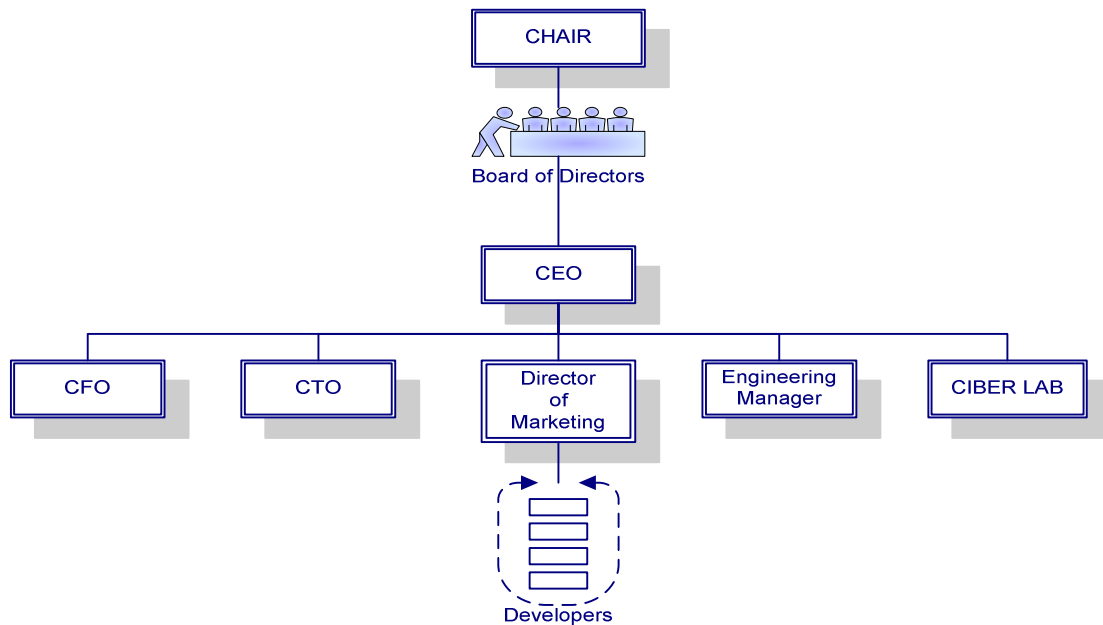 CHAIR
Board of Directors
CEO
CFO
CTO
Director
of
Marketing
Engineering
Manager
CIBER LAB
Developers